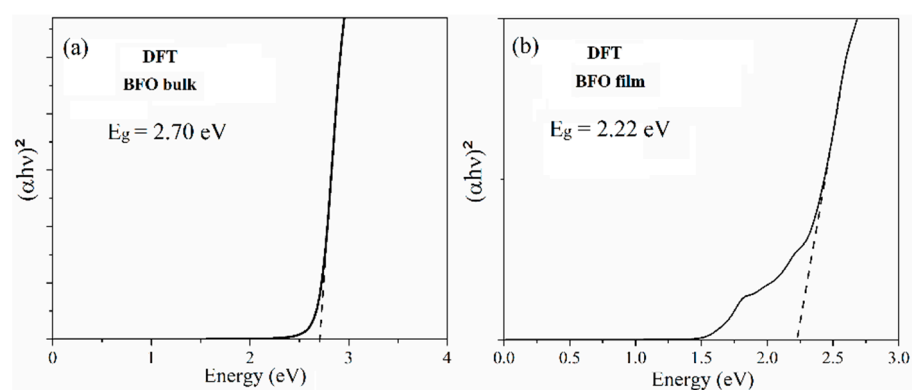 (a)
DFT
BFO bulk
Eg = 2.70 eV
(αhν)²
0 1 2 3 4
Energy (eV)
(b)
DFT
BFO film
Eg = 2.22 eV
(αhν)²
0.0 0.5 1.0 1.5 2.0 2.5 3.0
Energy (eV)